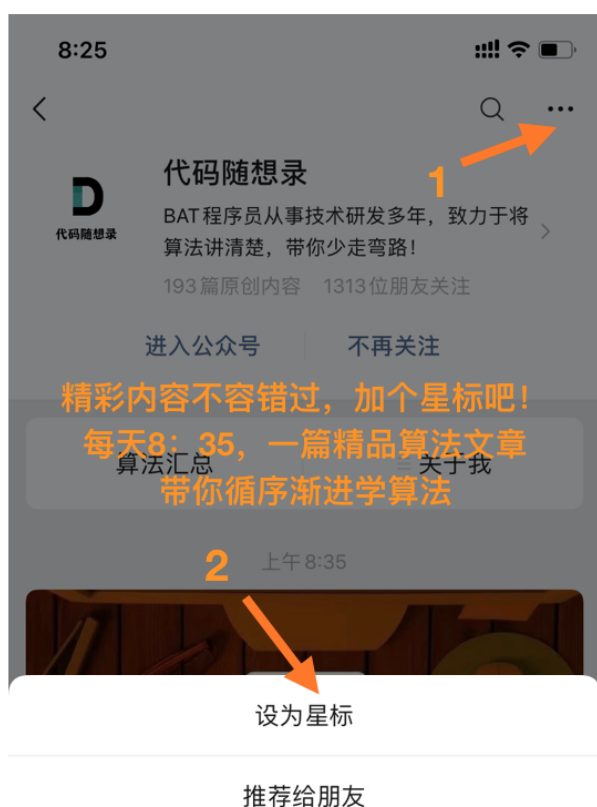 8:25
1
代码随想录
BAT程序员从事技术研发多年，致力于将
算法讲清楚，带你少走弯路！
代码随想录
193篇原创内容 1313位朋友关注
进入公众号 不再关注
精彩内容不容错过，加个星标吧！
每天8：35，一篇精品算法文章
算法汇总 关于我
带你循序渐进学算法
上午8:35
2
设为星标
推荐给朋友